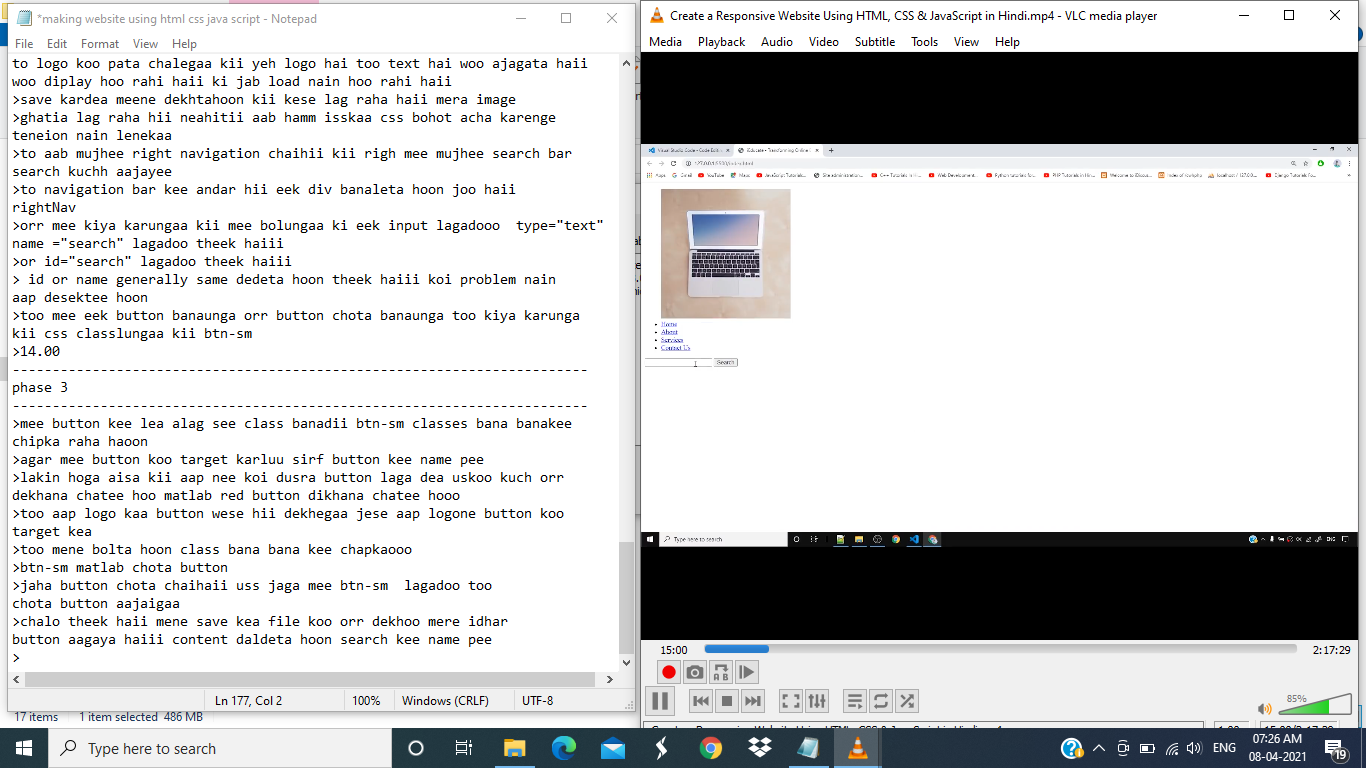 *making website using html css java script - Notepad
File Edit Format View Help
to logo koo pata chalegaa kii yeh logo hai too text hai woo ajagata haii
woo diplay hoo rahi haii ki jab load nain hoo rahi haii
>save kardea meene dekhtahoon kii kese lag raha haii mera image
>ghatia lag raha hii neahitii aab hamm isskaa css bohot acha karenge
teneion nain lenekaa
>to aab mujhee right navigation chaihii kii righ mee mujhee search bar
search kuchh aajayee
>to navigation bar kee andar hii eek div banaleta hoon joo haii
rightNav
>orr mee kiya karungaa kii mee bolungaa ki eek input lagadooo  type="text"
name ="search" lagadoo theek haiii
>or id="search" lagadoo theek haiii
> id or name generally same dedeta hoon theek haiii koi problem nain
aap desektee hoon
>too mee eek button banaunga orr button chota banaunga too kiya karunga
kii css classlungaa kii btn-sm
>14.00
------------------------------------------------------------------------
phase 3
------------------------------------------------------------------------
>mee button kee lea alag see class banadii btn-sm classes bana banakee
chipka raha haoon
>agar mee button koo target karluu sirf button kee name pee
>lakin hoga aisa kii aap nee koi dusra button laga dea uskoo kuch orr
dekhana chatee hoo matlab red button dikhana chatee hooo
>too aap logo kaa button wese hii dekhegaa jese aap logone button koo
target kea
>too mene bolta hoon class bana bana kee chapkaooo
>btn-sm matlab chota button
>jaha button chota chaihaii uss jaga mee btn-sm  lagadoo too
chota button aajaigaa
>chalo theek haii mene save kea file koo orr dekhoo mere idhar
button aagaya haiii content daldeta hoon search kee name pee
>
Ln 177, Col 2 100% Windows (CRLF) UTF-8
17 items 1 item selected 486 MB
Create a Responsive Website Using HTML, CSS & JavaScript in Hindi.mp4 - VLC media player
Media Playback Audio Video Subtitle Tools View Help
Home
About
Services
Contact Us
Search
Type here to search
15:00 2:17:29
85%
Type here to search
ENG
07:26 AM
08-04-2021
19